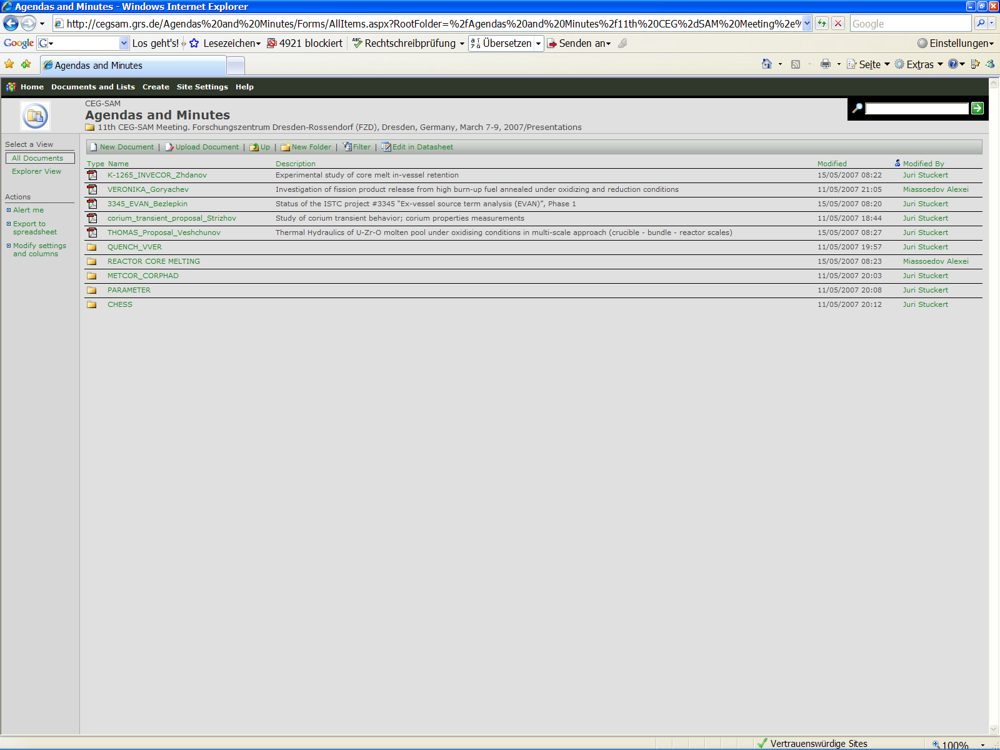 Agendas and Minutes - Windows Internet Explorer
http://cegsam.grs.de/Agendas%20and%20Minutes/Forms/AllItems.aspx?RootFolder=%2fAgendas%20and%20Minutes%2f11th%20CEG%2dSAM%20Meeting%2e% Google
Google G Los geht's! Lesezeichen 4921 blockiert ABC Rechtschreibprüfung Übersetzen Senden an Einstellungen
Agendas and Minutes Seite Extras
Home Documents and Lists Create Site Settings Help
CEG-SAM
Agendas and Minutes
11th CEG-SAM Meeting. Forschungszentrum Dresden-Rossendorf (FZD), Dresden, Germany, March 7-9, 2007/Presentations
Select a View
All Documents
Explorer View
Actions
Alert me
Export to
spreadsheet
Modify settings
and columns
New Document | Upload Document | Up | New Folder | Filter | Edit in Datasheet
Type Name Description Modified Modified By
K-1265_INVECOR_Zhdanov Experimental study of core melt in-vessel retention 15/05/2007 08:22 Juri Stuckert
VERONIKA_Goryachev Investigation of fission product release from high burn-up fuel annealed under oxidizing and reduction conditions 11/05/2007 21:05 Miassoedov Alexei
3345_EVAN_Bezlepkin Status of the ISTC project #3345 “Ex-vessel source term analysis (EVAN)”, Phase 1 15/05/2007 08:20 Juri Stuckert
corium_transient_proposal_Strizhov Study of corium transient behavior; corium properties measurements 11/05/2007 18:44 Juri Stuckert
THOMAS_Proposal_Veshchunov Thermal Hydraulics of U-Zr-O molten pool under oxidising conditions in multi-scale approach (crucible - bundle - reactor scales) 15/05/2007 08:27 Juri Stuckert
QUENCH_VVER 11/05/2007 19:57 Juri Stuckert
REACTOR CORE MELTING 15/05/2007 08:23 Miassoedov Alexei
METCOR_CORPHAD 11/05/2007 20:03 Juri Stuckert
PARAMETER 11/05/2007 20:08 Juri Stuckert
CHESS 11/05/2007 20:12 Juri Stuckert
Vertrauenswürdige Sites 100%